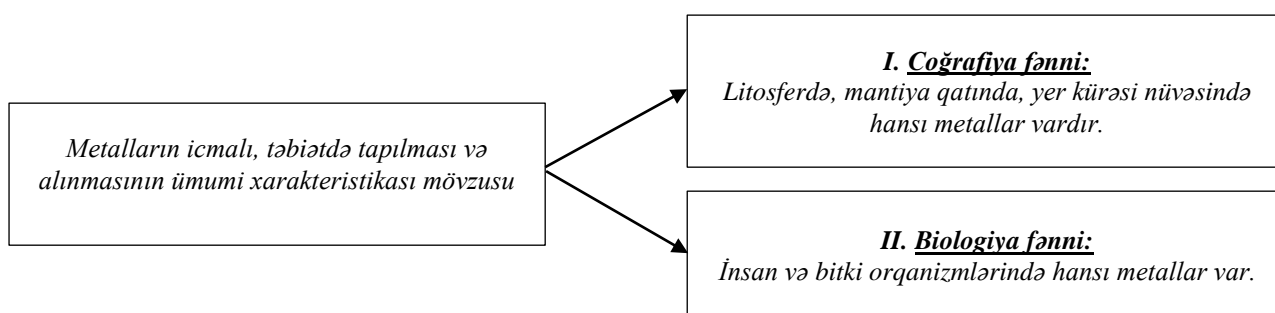 Metalların icmalı, təbiətdə tapılması və
alınmasının ümumi xarakteristikası mövzusu
I. Coğrafiya fənni:
Litosferdə, mantiya qatında, yer kürəsi nüvəsində
hansı metallar vardır.
II. Biologiya fənni:
İnsan və bitki orqanizmlərində hansı metallar var.